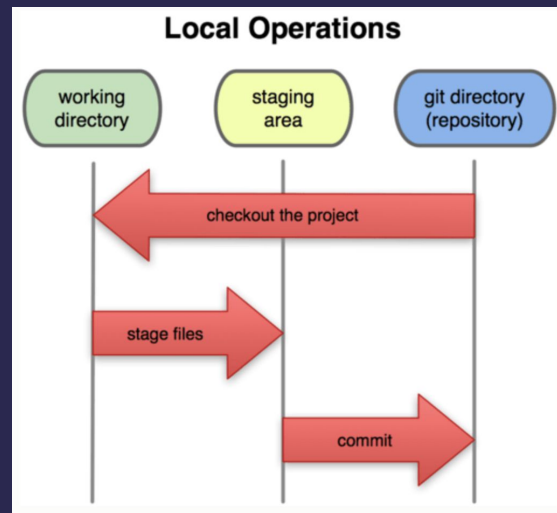 Local Operations
working
directory
staging
area
git directory
(repository)
checkout the project
stage files
commit